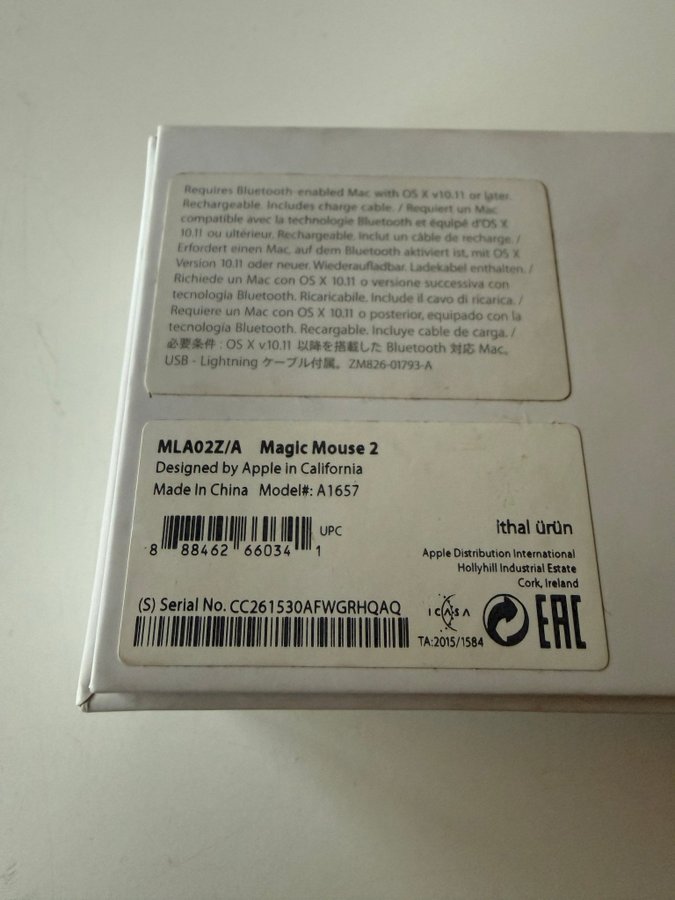 Requires Bluetooth-enabled Mac with OS X v10.11 or later.
Rechargeable. Includes charge cable. / Requiert un Mac
compatible avec la technologie Bluetooth et équipé d'OS X
10.11 ou ultérieur. Rechargeable. Inclut un câble de recharge. /
Erfordert einen Mac, auf dem Bluetooth aktiviert ist, mit OS X
Version 10.11 oder neuer. Wiederaufladbar. Ladekabel enthalten. /
Richiede un Mac con OS X 10.11 o versione successiva con
tecnologia Bluetooth. Ricaricabile. Include il cavo di ricarica. /
Requiere un Mac con OS X 10.11 o posterior, equipado con la
tecnología Bluetooth. Recargable. Incluye cable de carga. /
必要条件 : OS X v10.11 以降を搭載した Bluetooth 対応 Mac。
USB - Lightning ケーブル付属。 ZM826-01793-A
MLA02Z/A Magic Mouse 2
Designed by Apple in California
Made In China Model#: A1657
UPC
8 88462 66034 1
ithal ürün
Apple Distribution International
Hollyhill Industrial Estate
Cork, Ireland
(S) Serial No. CC261530AFWGRHQAQ
ICASA
TA:2015/1584
EAC